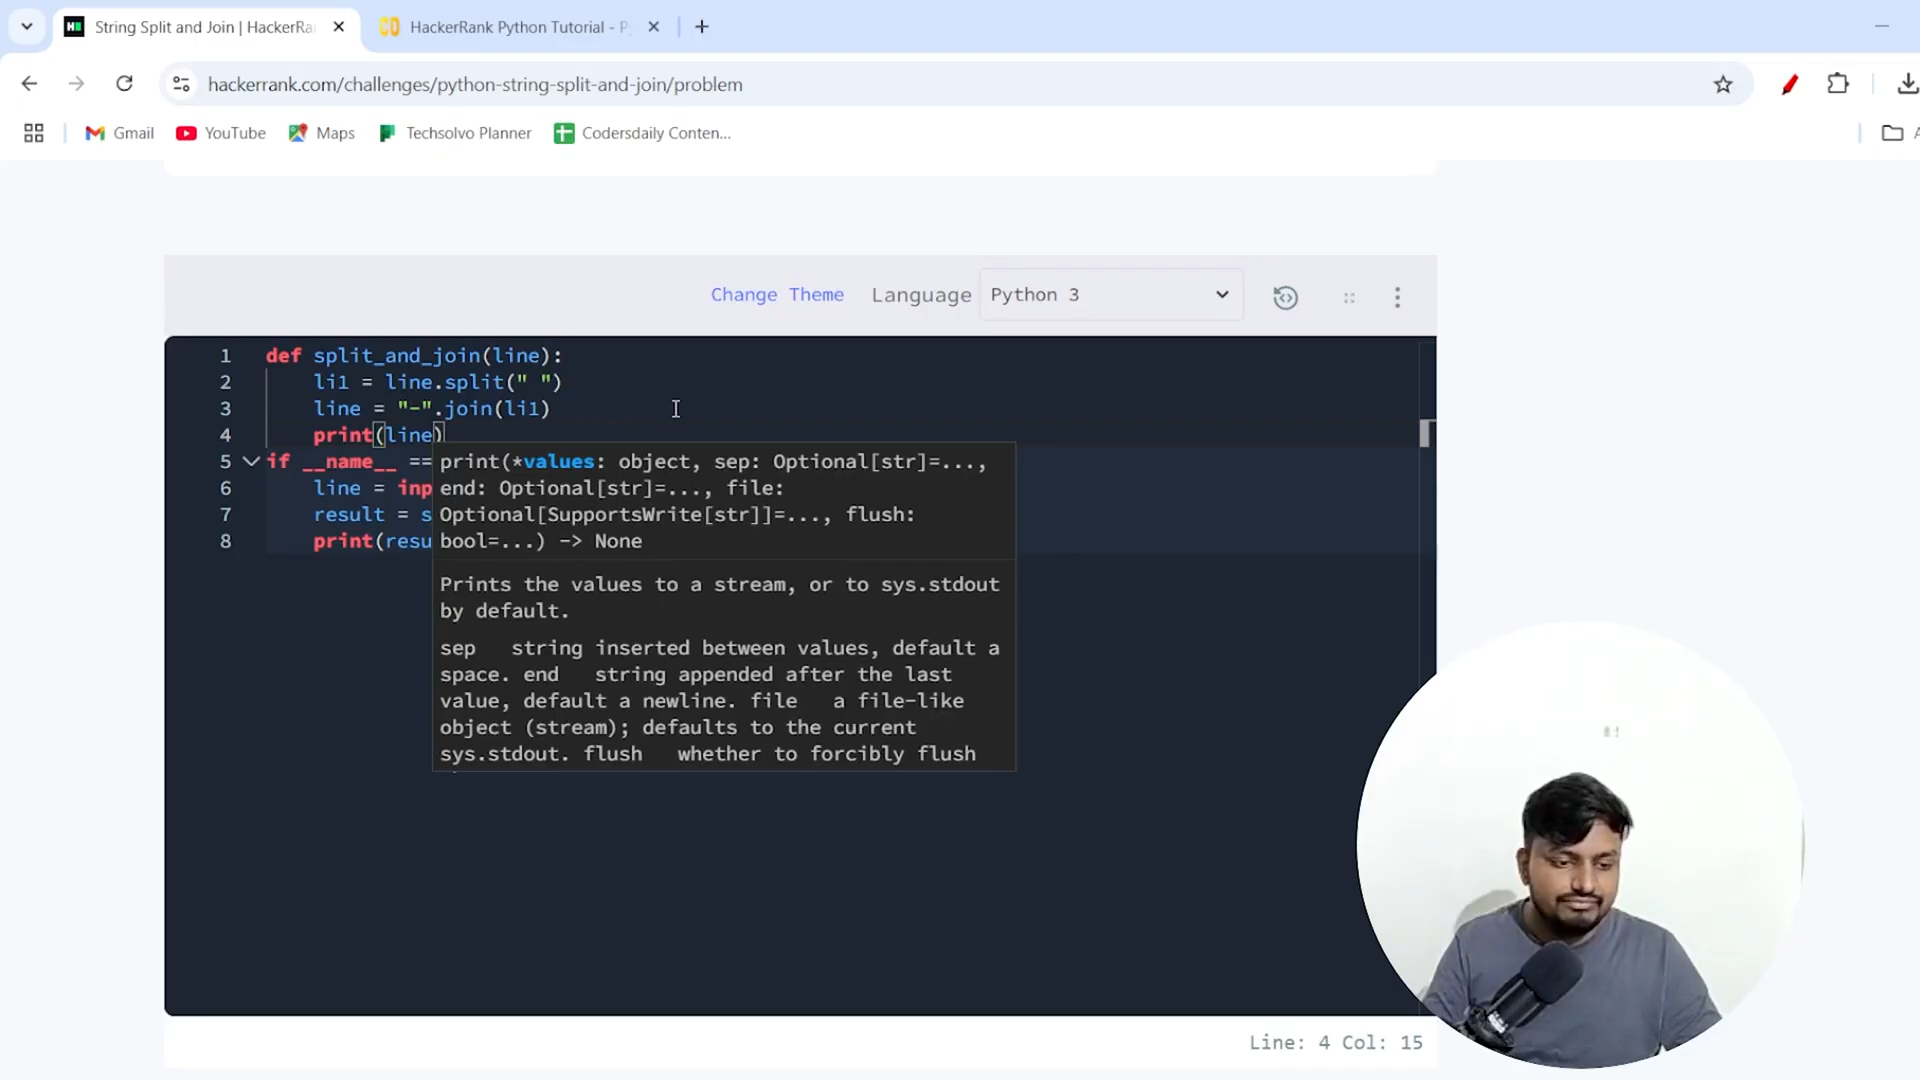 String Split and Join | HackerRa
HackerRank Python Tutorial - P
hackerrank.com/challenges/python-string-split-and-join/problem
Gmail
YouTube
Maps
Techsolvo Planner
Codersdaily Conten...
Change Theme
Language
Python 3
1 def split_and_join(line):
2 li1 = line.split(" ")
3 line = "-".join(li1)
4 print(line)
5 if __name__ ==
6 line = inp
7 result = s
8 print(resu
print(*values: object, sep: Optional[str]=...,
end: Optional[str]=..., file:
Optional[SupportsWrite[str]]=..., flush:
bool=...) -> None
Prints the values to a stream, or to sys.stdout
by default.
sep string inserted between values, default a
space. end string appended after the last
value, default a newline. file a file-like
object (stream); defaults to the current
sys.stdout. flush whether to forcibly flush
Line: 4 Col: 15